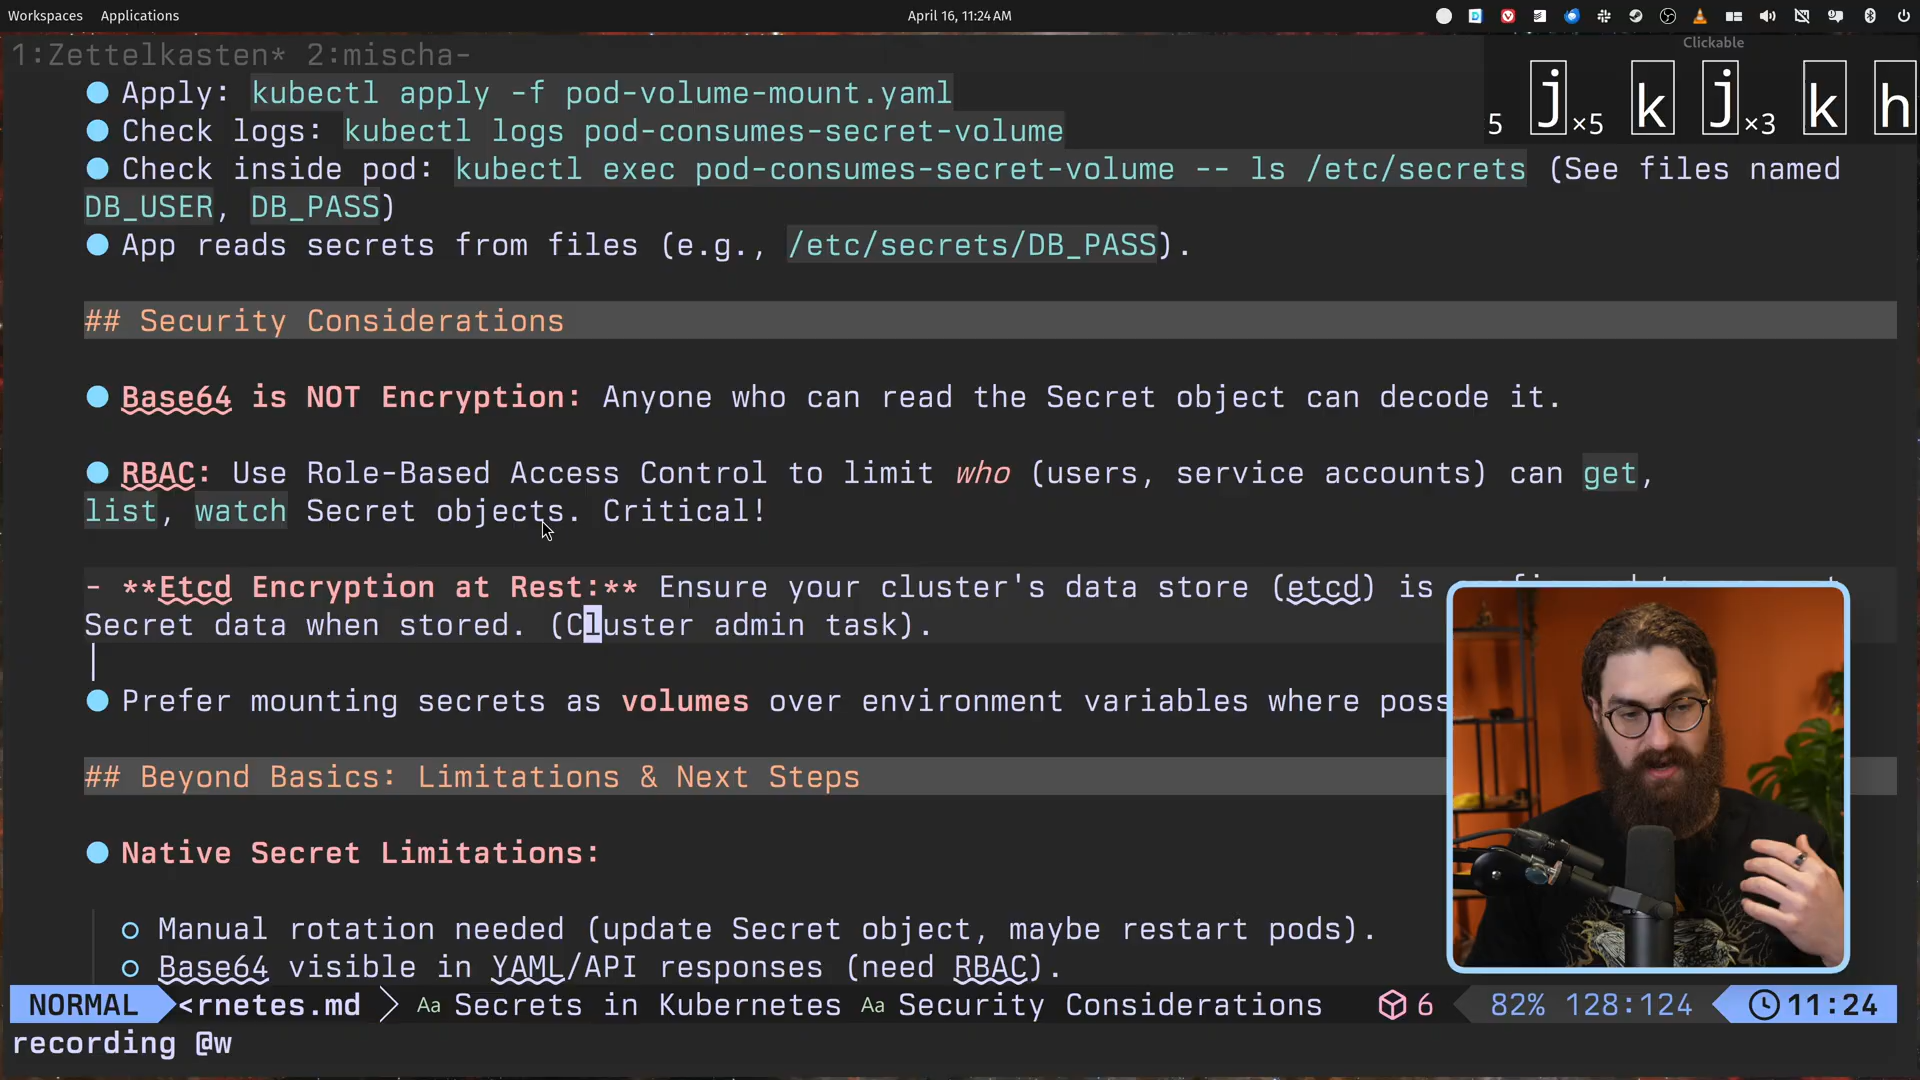 Workspaces Applications April 16, 11:24 AM
1:Zettelkasten* 2:mischa-
Clickable
5 j ×5 k j ×3 k h
Apply: kubectl apply -f pod-volume-mount.yaml
Check logs: kubectl logs pod-consumes-secret-volume
Check inside pod: kubectl exec pod-consumes-secret-volume -- ls /etc/secrets (See files named
DB_USER, DB_PASS)
App reads secrets from files (e.g., /etc/secrets/DB_PASS).
## Security Considerations
Base64 is NOT Encryption: Anyone who can read the Secret object can decode it.
RBAC: Use Role-Based Access Control to limit who (users, service accounts) can get,
list, watch Secret objects. Critical!
- **Etcd Encryption at Rest:** Ensure your cluster's data store (etcd) is
Secret data when stored. (Cluster admin task).
Prefer mounting secrets as volumes over environment variables where poss
## Beyond Basics: Limitations & Next Steps
Native Secret Limitations:
Manual rotation needed (update Secret object, maybe restart pods).
Base64 visible in YAML/API responses (need RBAC).
NORMAL <rnetes.md Aa Secrets in Kubernetes Aa Security Considerations 6 82% 128:124 11:24
recording @w